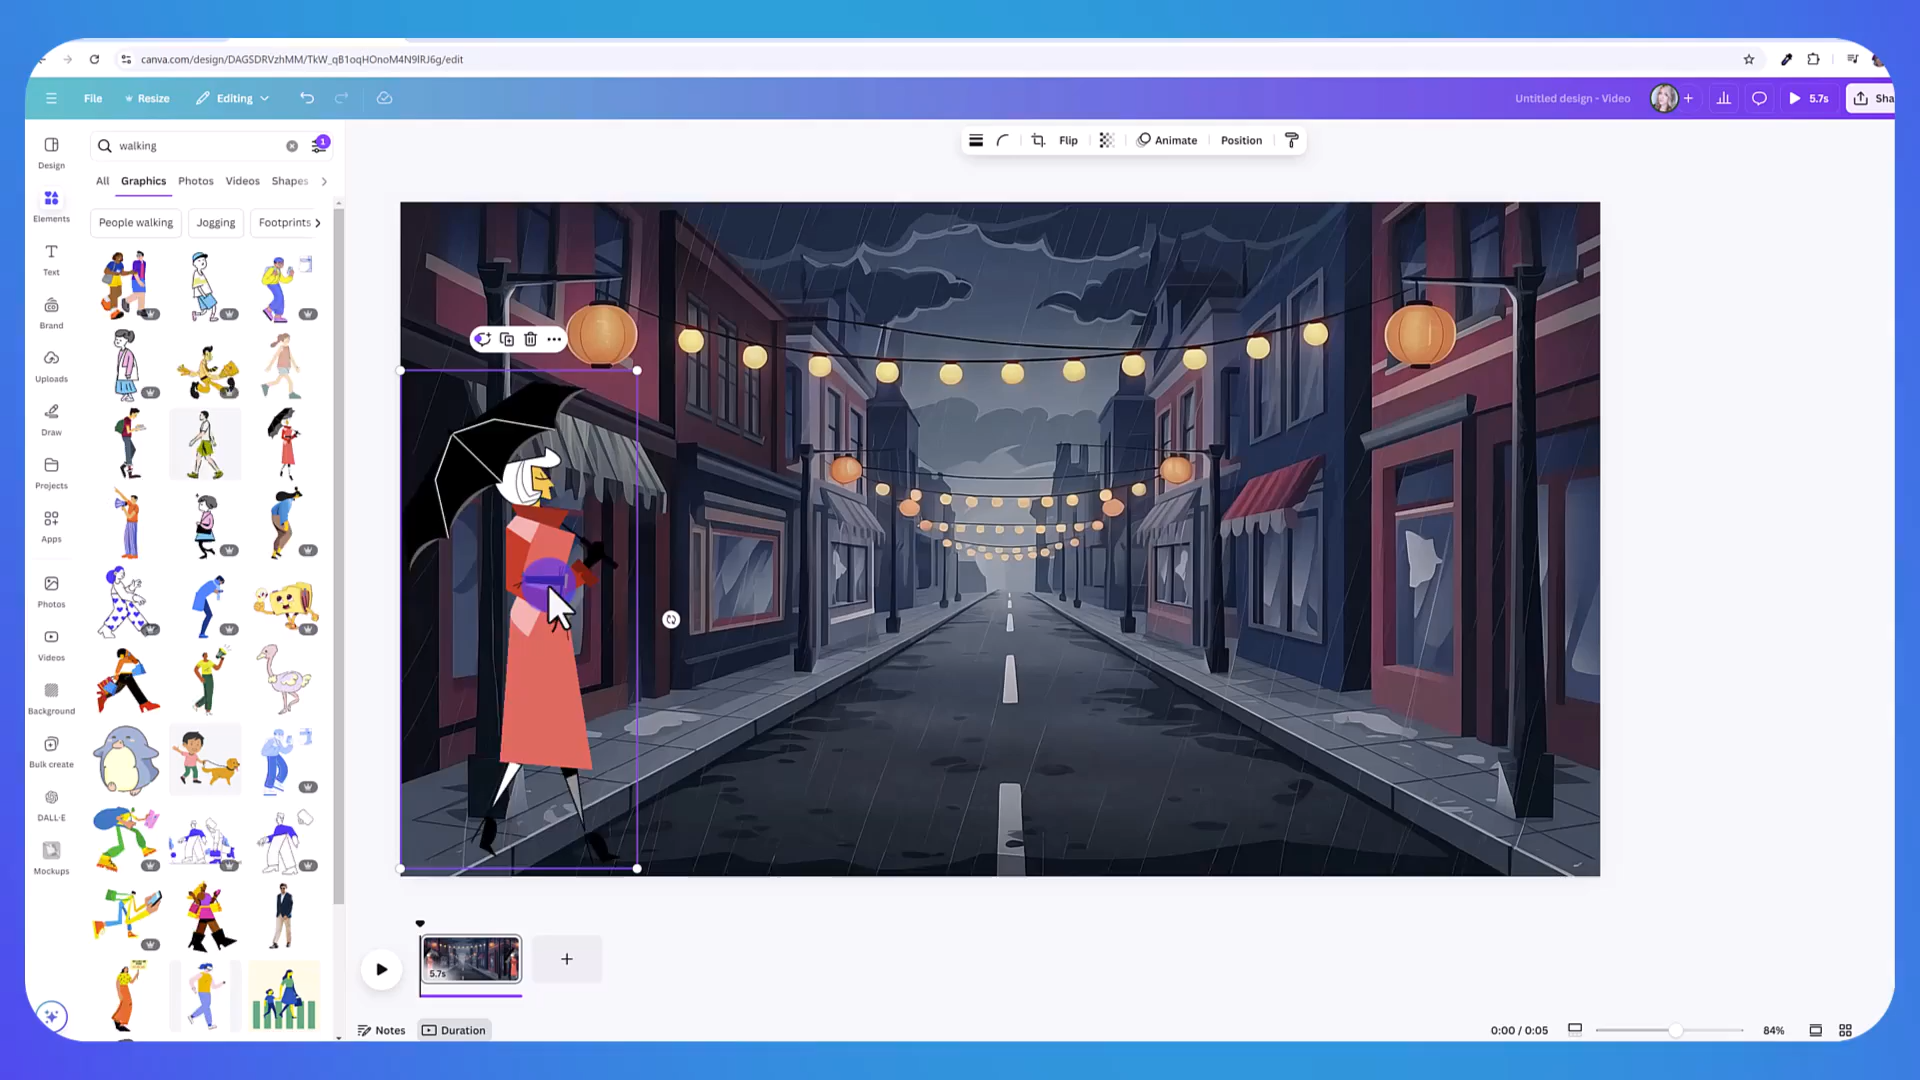 canva.com/design/DAGSDRVzhMM/TkW_qB1oqHOnoM4N9lRJ6g/edit
File
Resize
Editing
Untitled design - Video
5.7s
Sha
Design
Elements
Text
Brand
Uploads
Draw
Projects
Apps
Photos
Videos
Background
Bulk create
DALL·E
Mockups
walking
1
All
Graphics
Photos
Videos
Shapes
People walking
Jogging
Footprints
Flip
Animate
Position
5.7s
Notes
Duration
0:00 / 0:05
84%